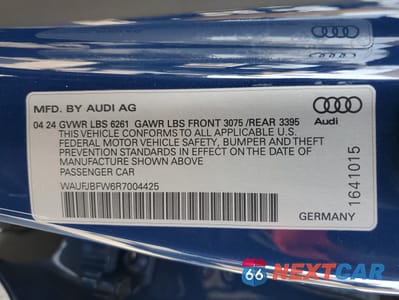 MFD. BY AUDI AG
Audi
04 24 GVWR LBS 6261 GAWR LBS FRONT 3075 /REAR 3395
THIS VEHICLE CONFORMS TO ALL APPLICABLE U.S.
FEDERAL MOTOR VEHICLE SAFETY, BUMPER AND THEFT
PREVENTION STANDARDS IN EFFECT ON THE DATE OF
MANUFACTURE SHOWN ABOVE
PASSENGER CAR
WAUFJBFW6R7004425
1641015
GERMANY
66 NEXTCAR